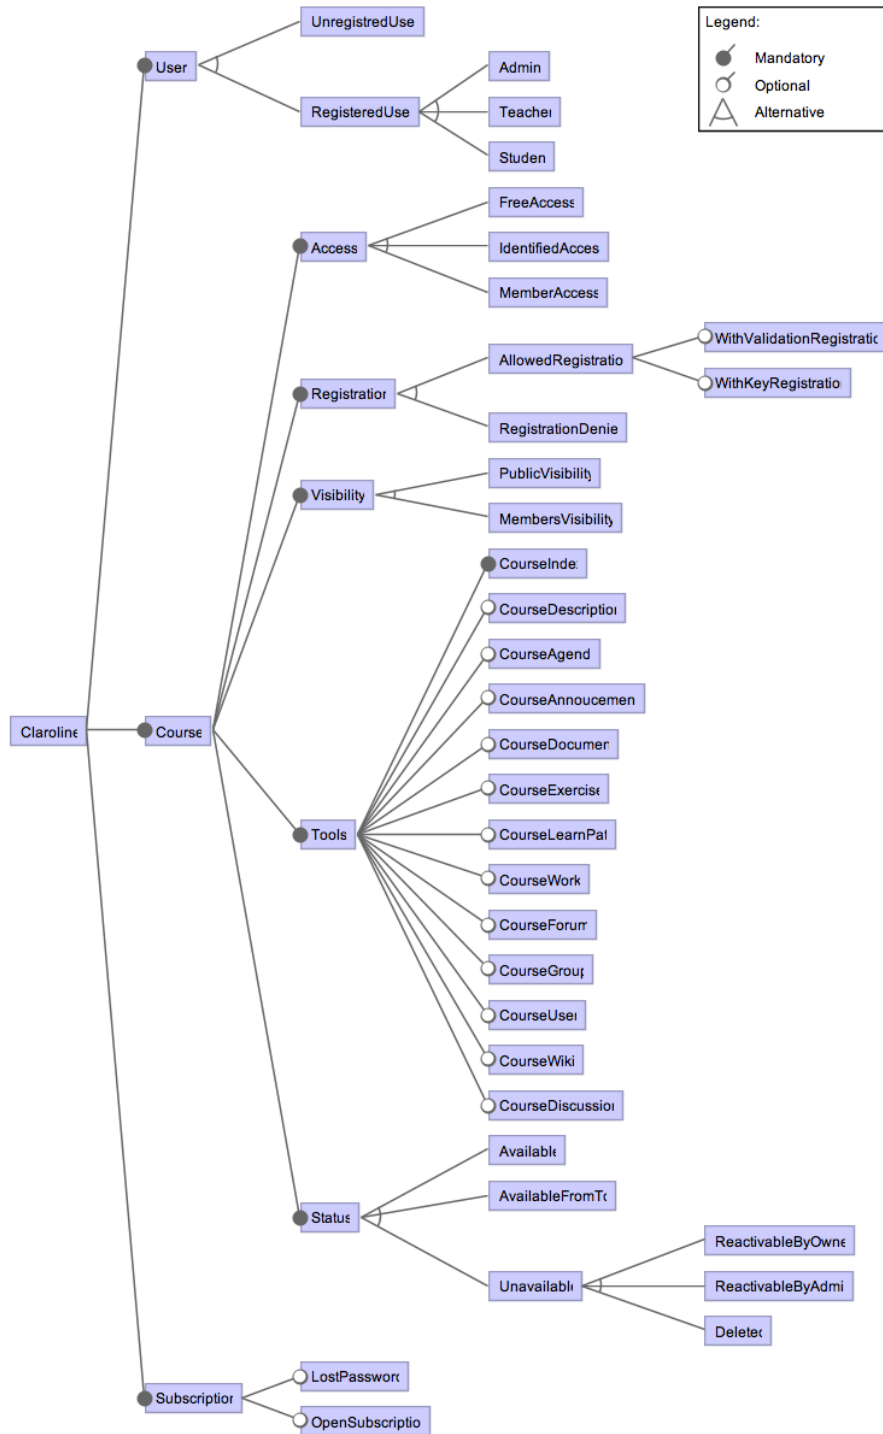 Legend:
Mandatory
Optional
Alternative
UnregistredUse
User
RegisteredUse
Admin
Teacher
Studen
FreeAccess
Access
IdentifiedAcces
MemberAccess
WithValidationRegistratio
AllowedRegistratio
WithKeyRegistratio
Registration
RegistrationDenie
PublicVisibility
Visibility
MembersVisibility
CourseInde
CourseDescription
CourseAgend
CourseAnnoucemen
Claroline
Course
CourseDocumen
CourseExercise
Tools
CourseLearnPat
CourseWork
CourseForum
CourseGroup
CourseUser
CourseWiki
CourseDiscussion
Available
AvailableFromTo
Status
ReactivableByOwne
Unavailable
ReactivableByAdmi
Deleted
LostPassword
Subscription
OpenSubscriptio